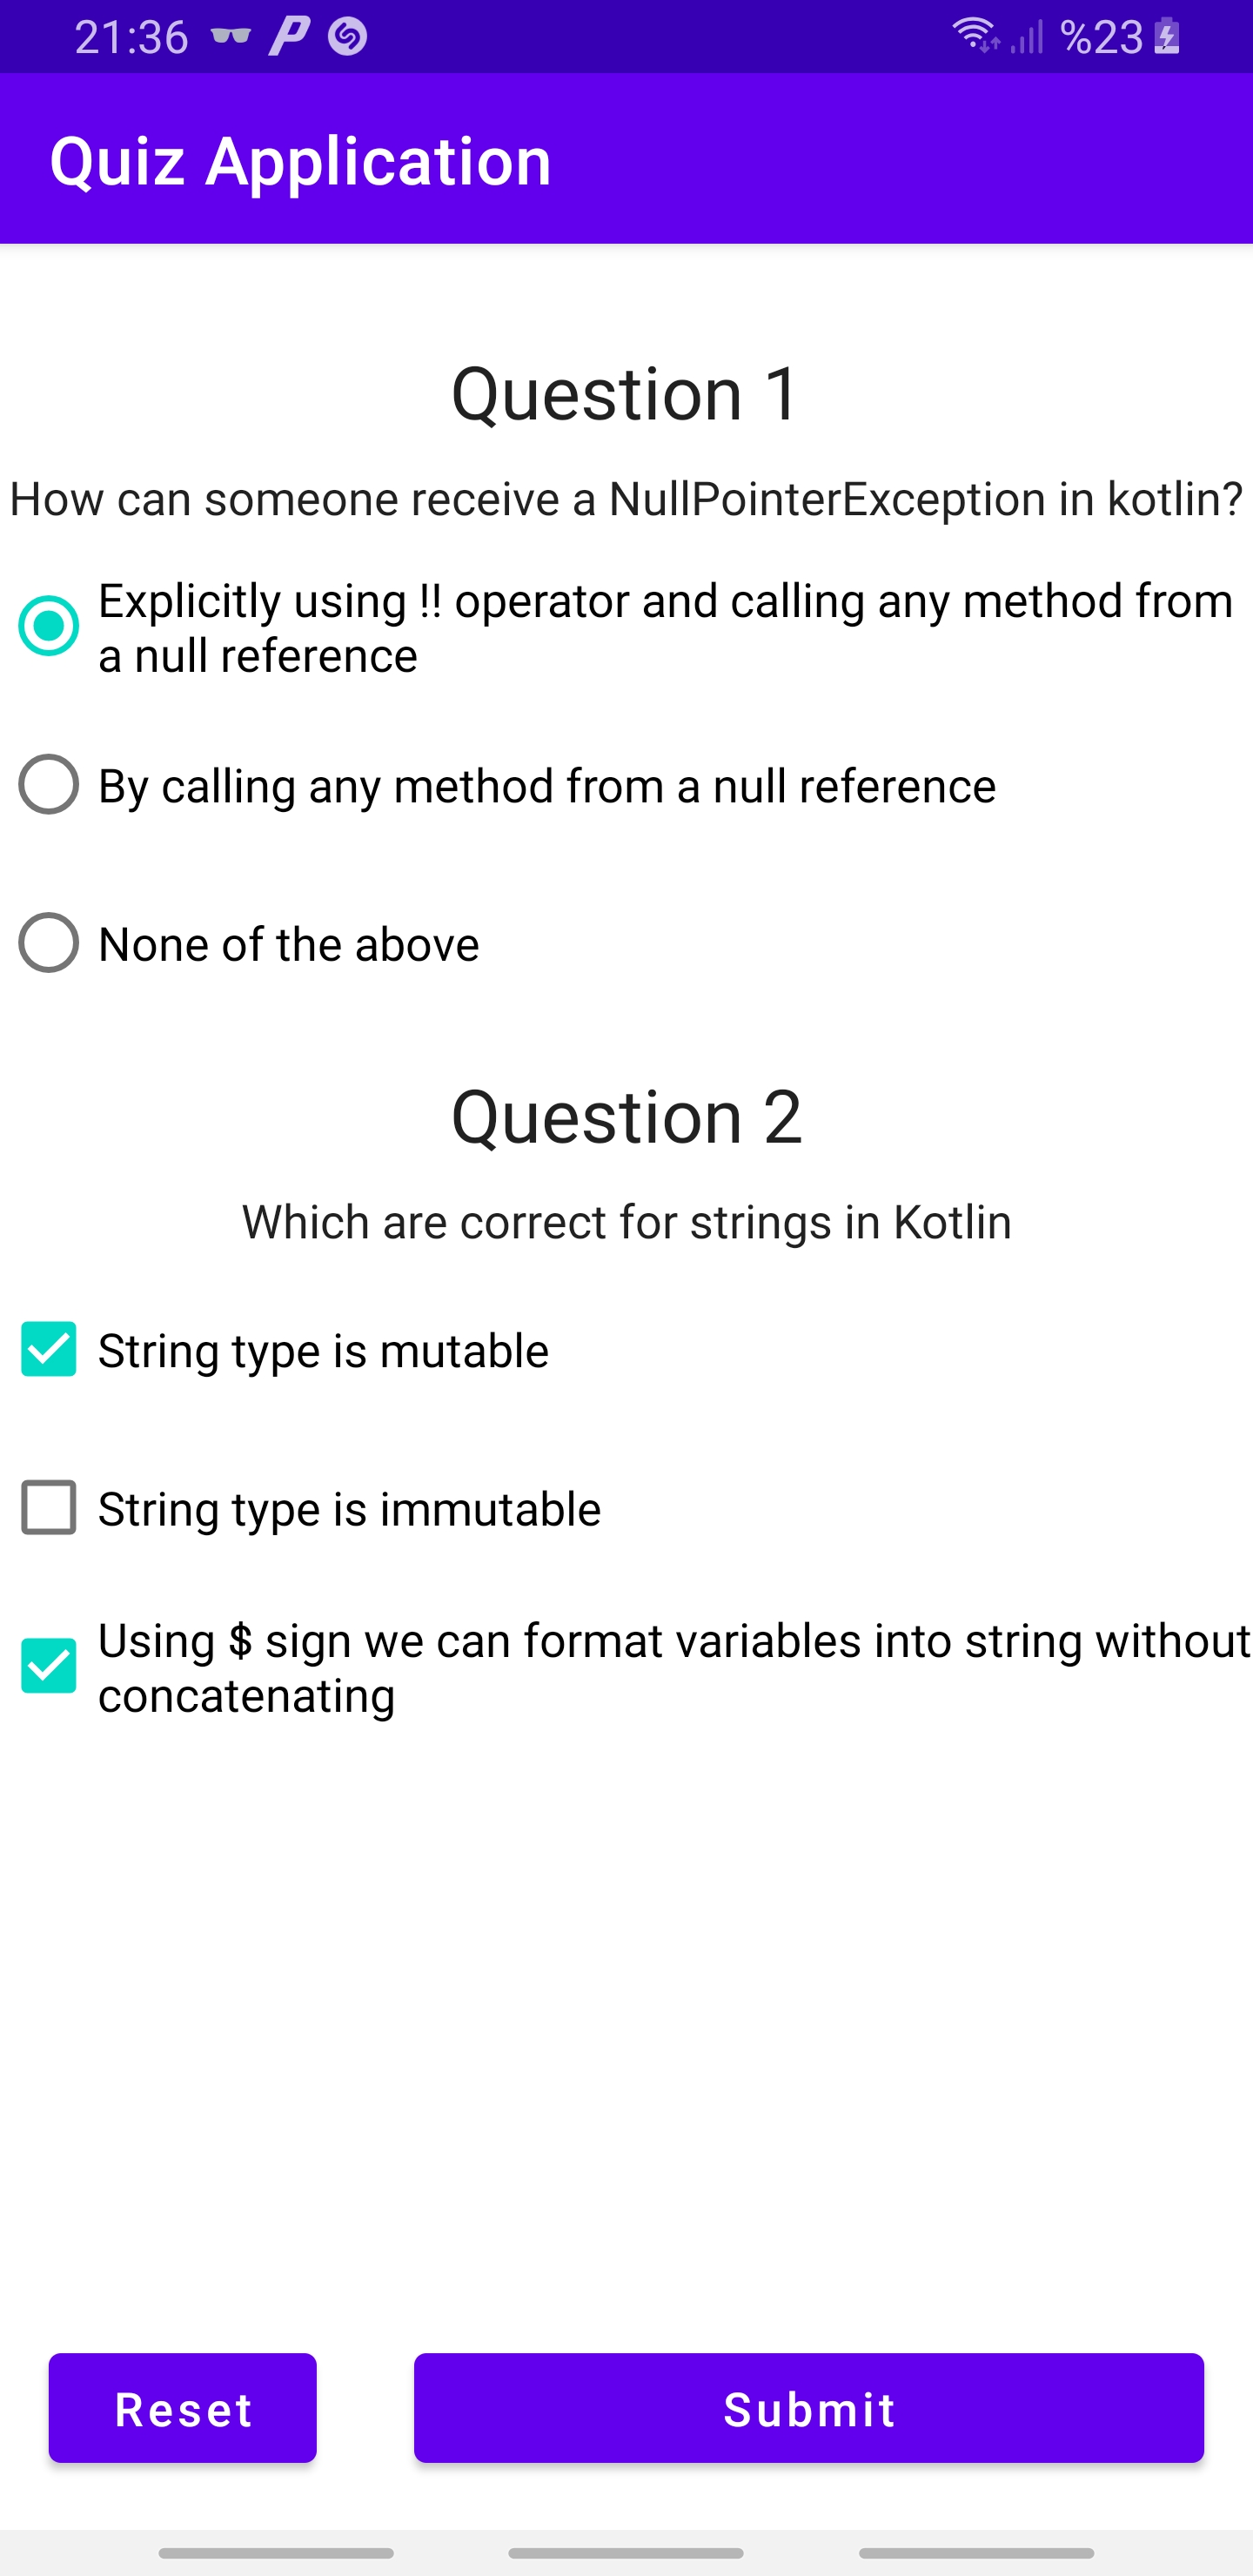 21:36 %23
Quiz Application
Question 1
How can someone receive a NullPointerException in kotlin?
Explicitly using !! operator and calling any method from
a null reference
By calling any method from a null reference
None of the above
Question 2
Which are correct for strings in Kotlin
String type is mutable
String type is immutable
Using $ sign we can format variables into string without
concatenating
Reset Submit